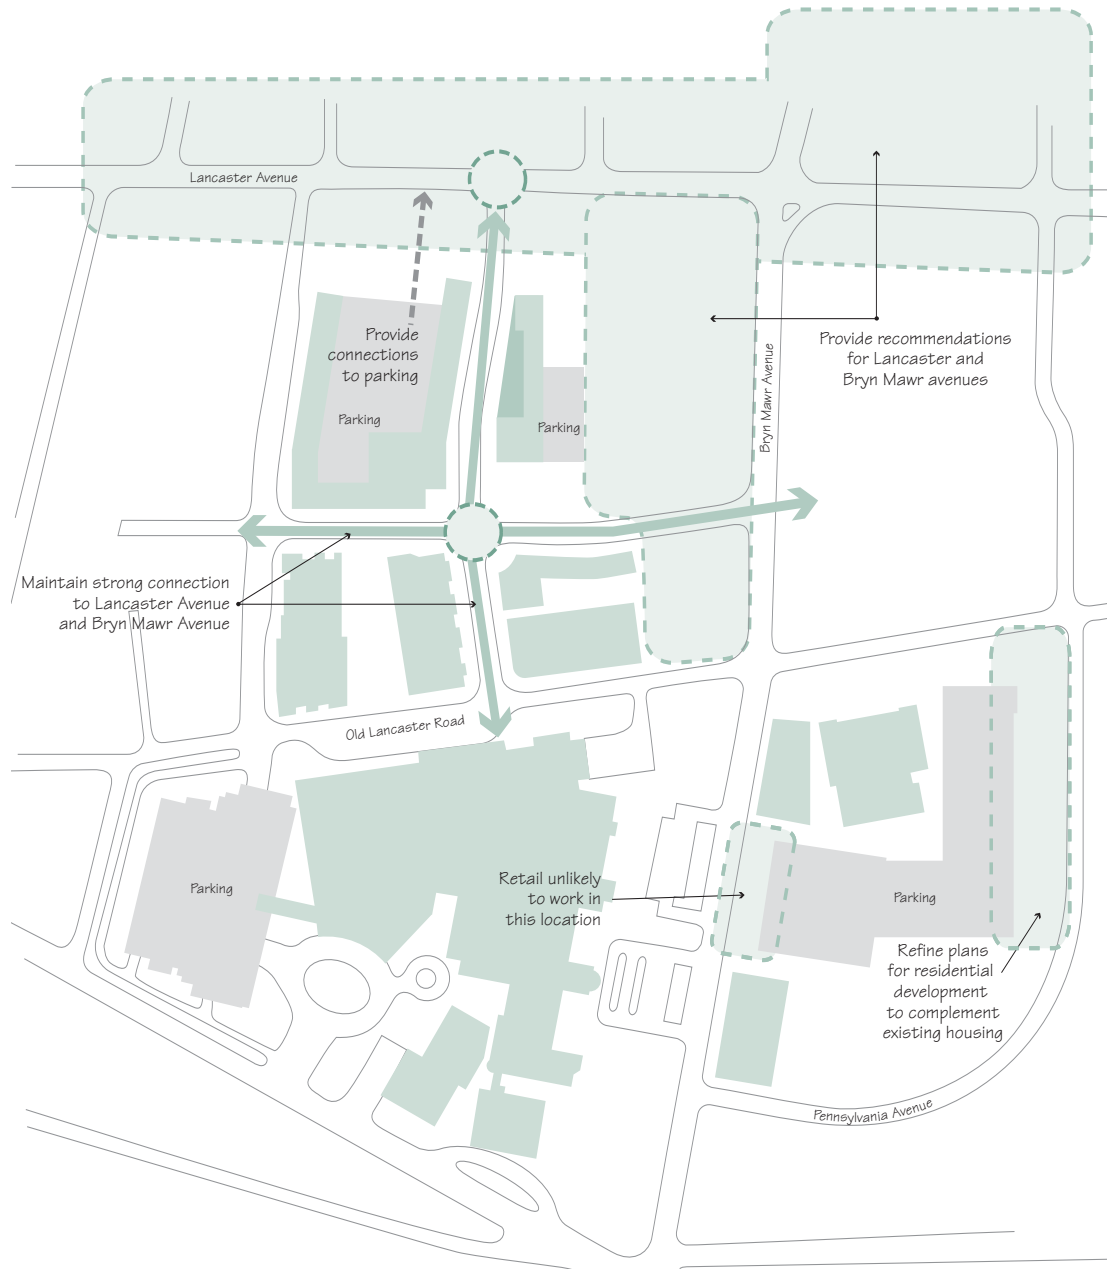 Lancaster Avenue
Provide
connections
to parking
Parking
Parking
Bryn Mawr Avenue
Provide recommendations
for Lancaster and
Bryn Mawr avenues
Maintain strong connection
to Lancaster Avenue
and Bryn Mawr Avenue
Old Lancaster Road
Parking
Retail unlikely
to work in
this location
Parking
Refine plans
for residential
development
to complement
existing housing
Pennsylvania Avenue